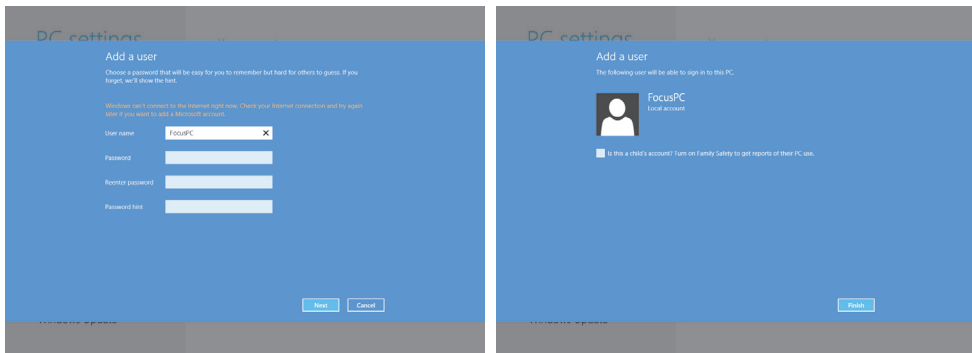 PC settings
Add a user
Choose a password that will be easy for you to remember but hard for others to guess. If you
forget, we'll show the hint.
Windows can't connect to the Internet right now. Check your Internet connection and try again
later if you want to add a Microsoft account.
User name
FocusPC
Password
Reenter password
Password hint
Next
Cancel
Windows Update
PC settings
Add a user
The following user will be able to sign in to this PC.
FocusPC
Local account
Is this a child's account? Turn on Family Safety to get reports of their PC use.
Finish
Windows Update